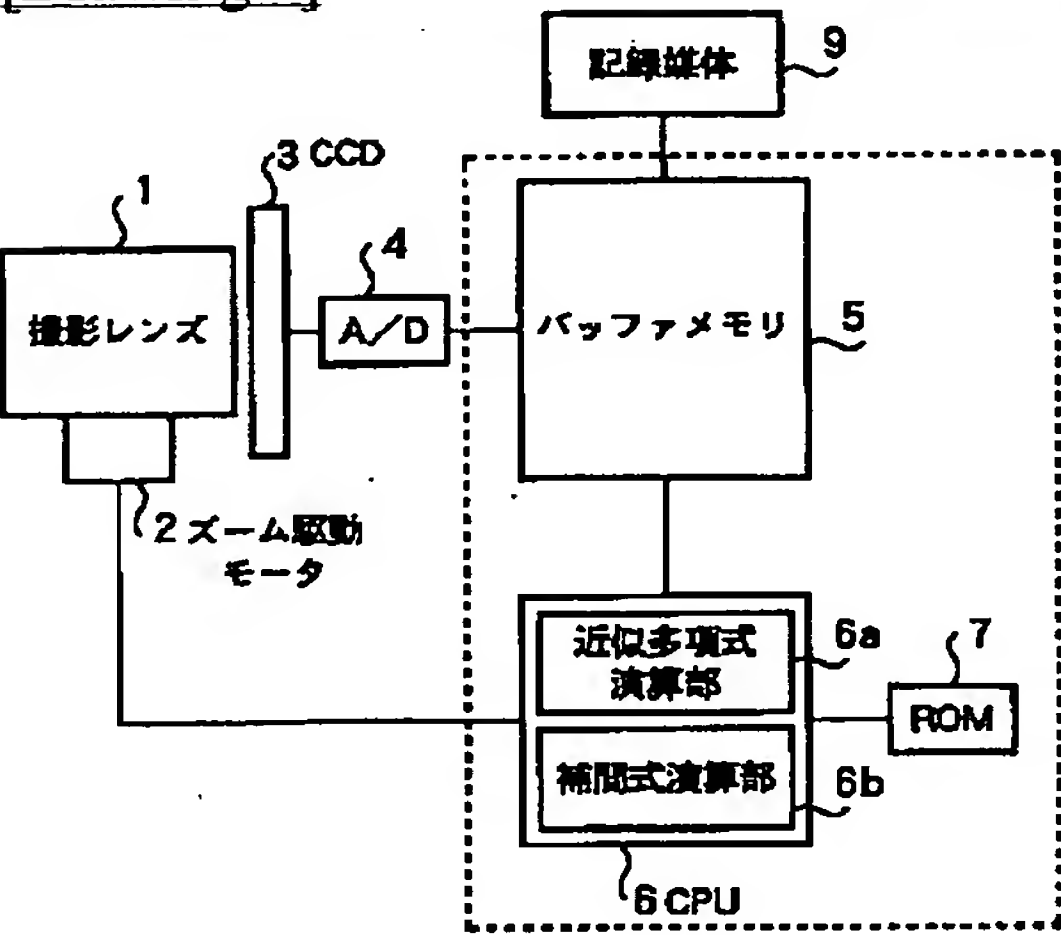 記録媒体
9
3 CCD
1
4
撮影レンズ
A/D
バッファメモリ
5
2 ズーム駆動
モータ
近似多項式
演算部
6a
7
ROM
補間式演算部
6b
6 CPU